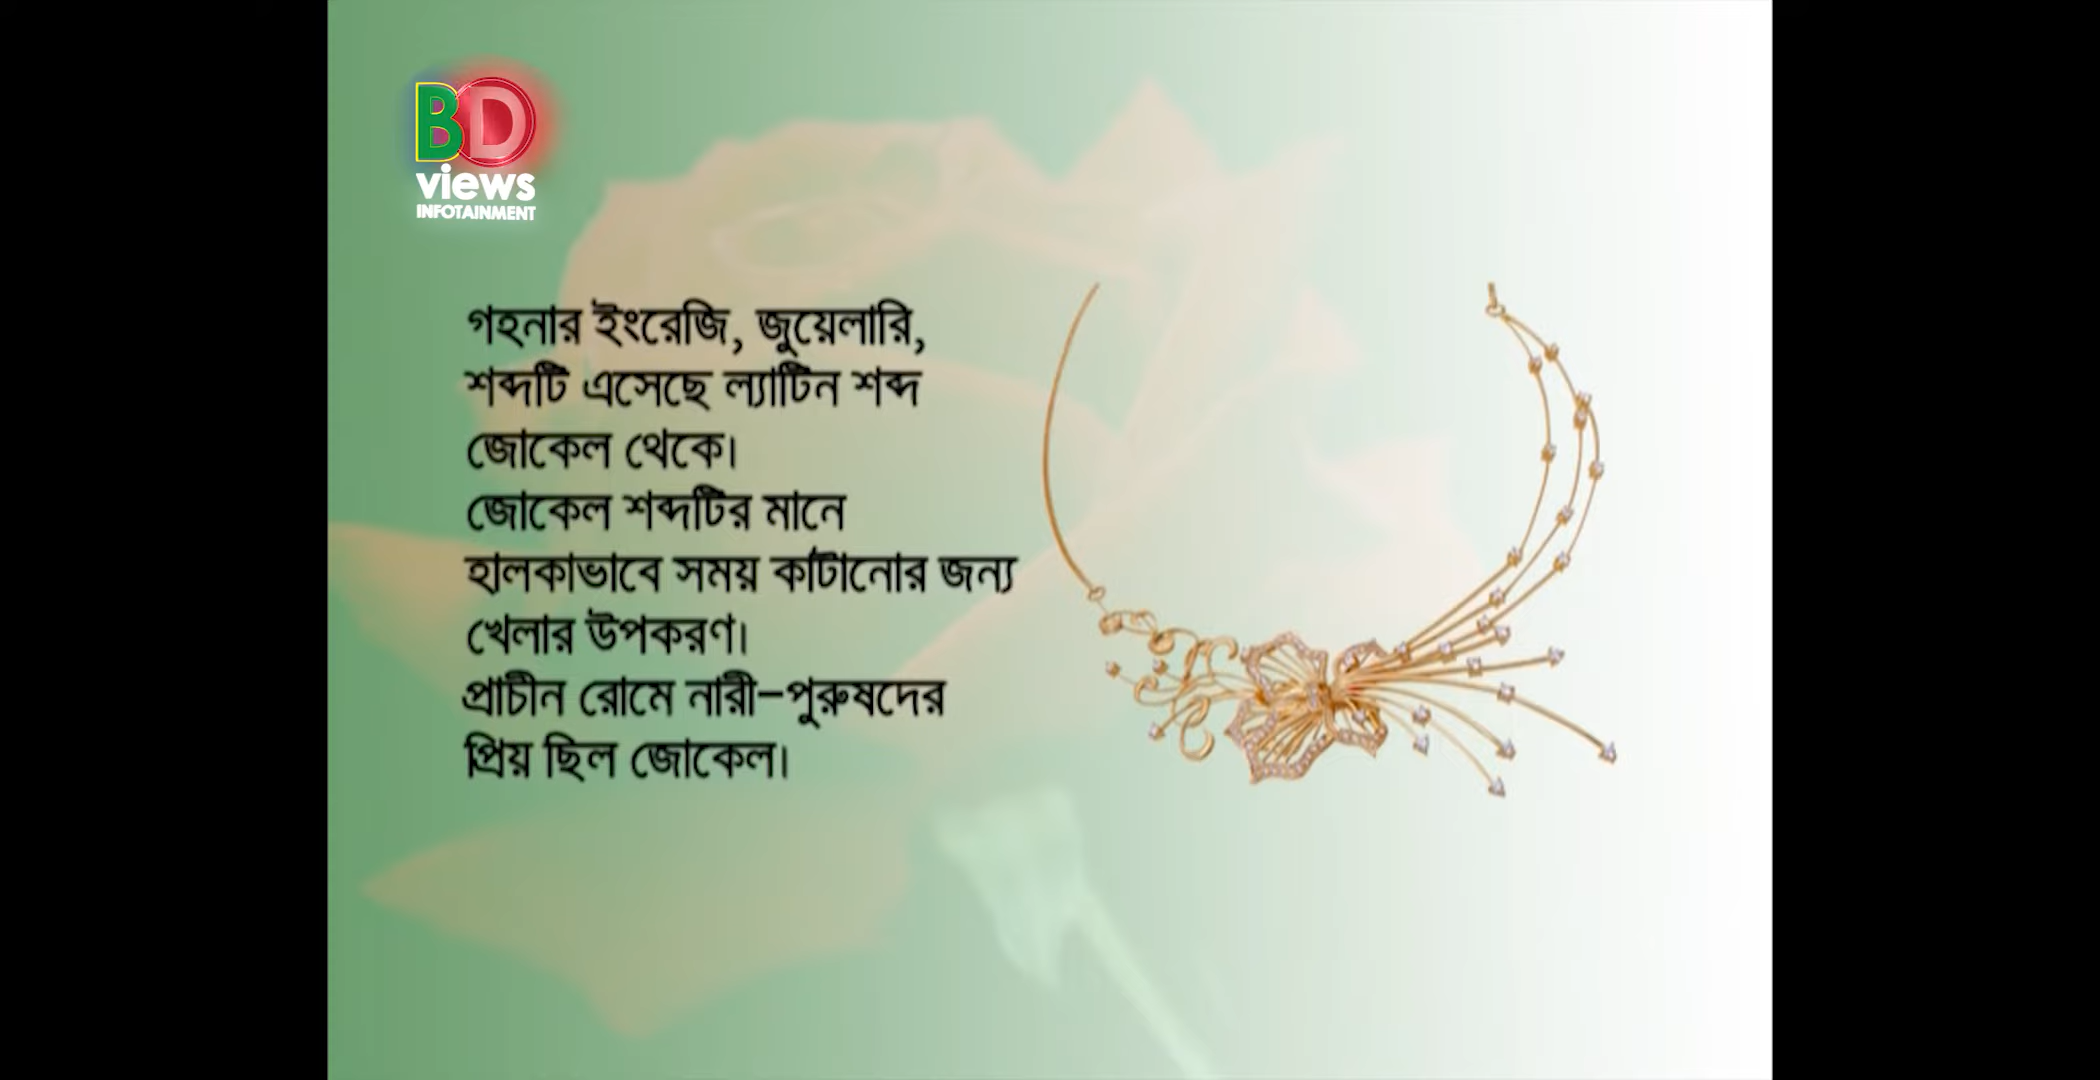 BD
views
INFOTAINMENT
গহনার ইংরেজি, জুয়েলারি,
শব্দটি এসেছে ল্যাটিন শব্দ
জোকেল থেকে।
জোকেল শব্দটির মানে
হালকাভাবে সময় কাটানোর জন্য
খেলার উপকরণ।
প্রাচীন রোমে নারী-পুরুষদের
প্রিয় ছিল জোকেল।